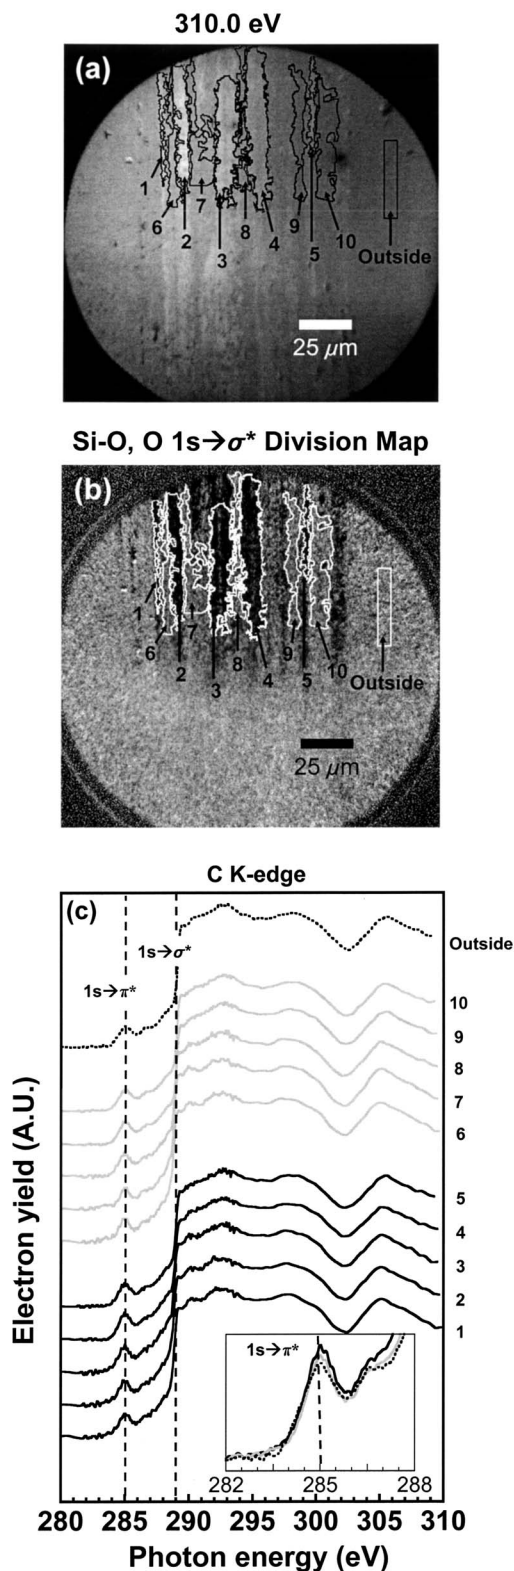 310.0 eV
(a)
1
6
2
7
3
8
4
9
5
10
Outside
25 μm
Si-O, O 1s→σ* Division Map
(b)
1
6
2
7
3
8
4
9
5
10
Outside
25 μm
C K-edge
(c)
1s→σ*
1s→π*
Outside
10
9
8
7
6
5
4
3
2
1
1s→π*
282 285 288
Electron yield (A.U.)
280 285 290 295 300 305 310
Photon energy (eV)